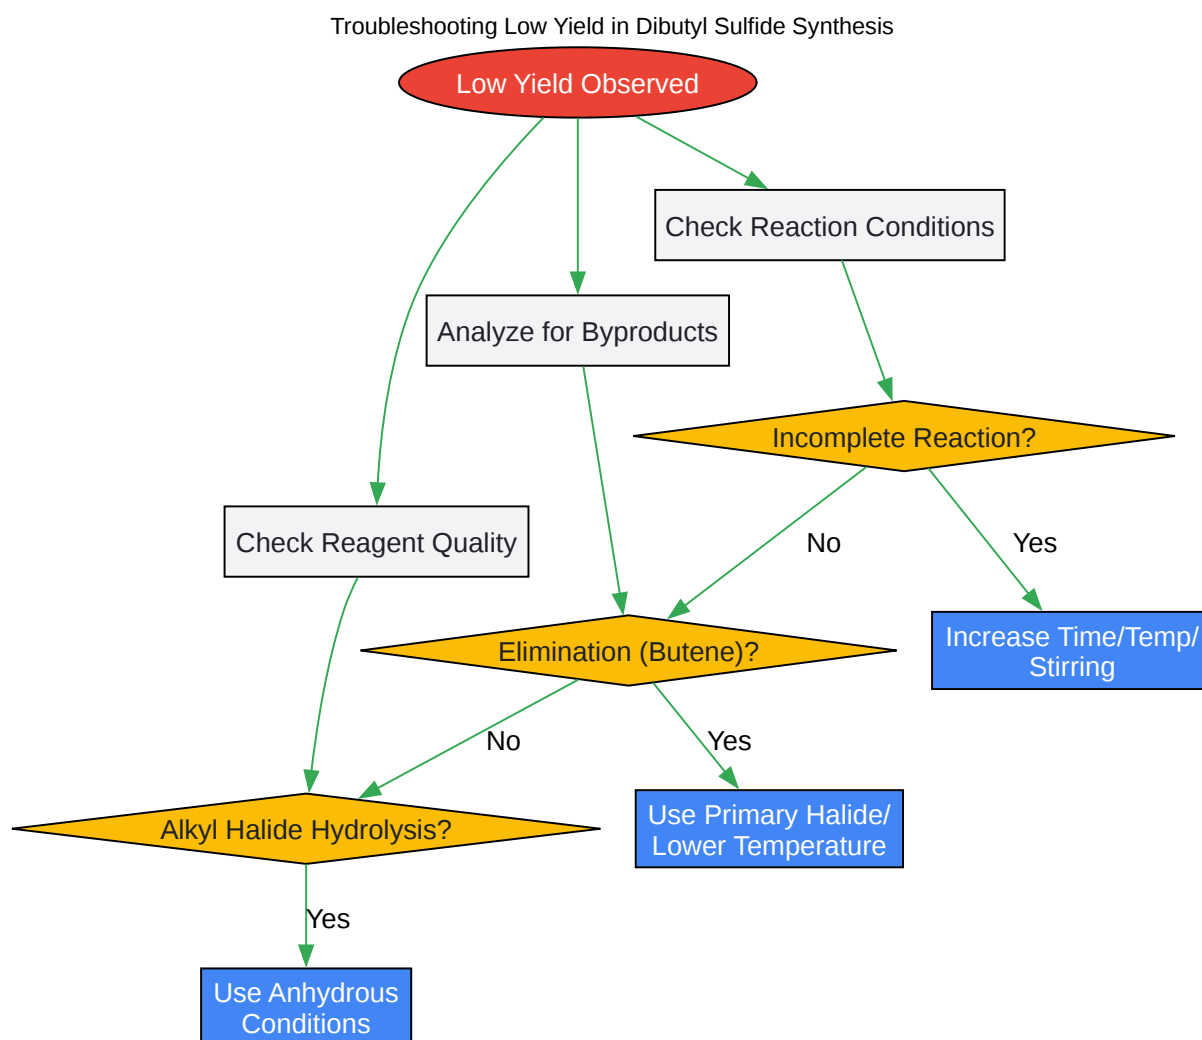 Troubleshooting Low Yield in Dibutyl Sulfide Synthesis
Low Yield Observed
Check Reaction Conditions
Analyze for Byproducts
Incomplete Reaction?
Check Reagent Quality
No
Yes
Increase Time/Temp/
Stirring
Elimination (Butene)?
No
Yes
Use Primary Halide/
Lower Temperature
Alkyl Halide Hydrolysis?
Yes
Use Anhydrous
Conditions